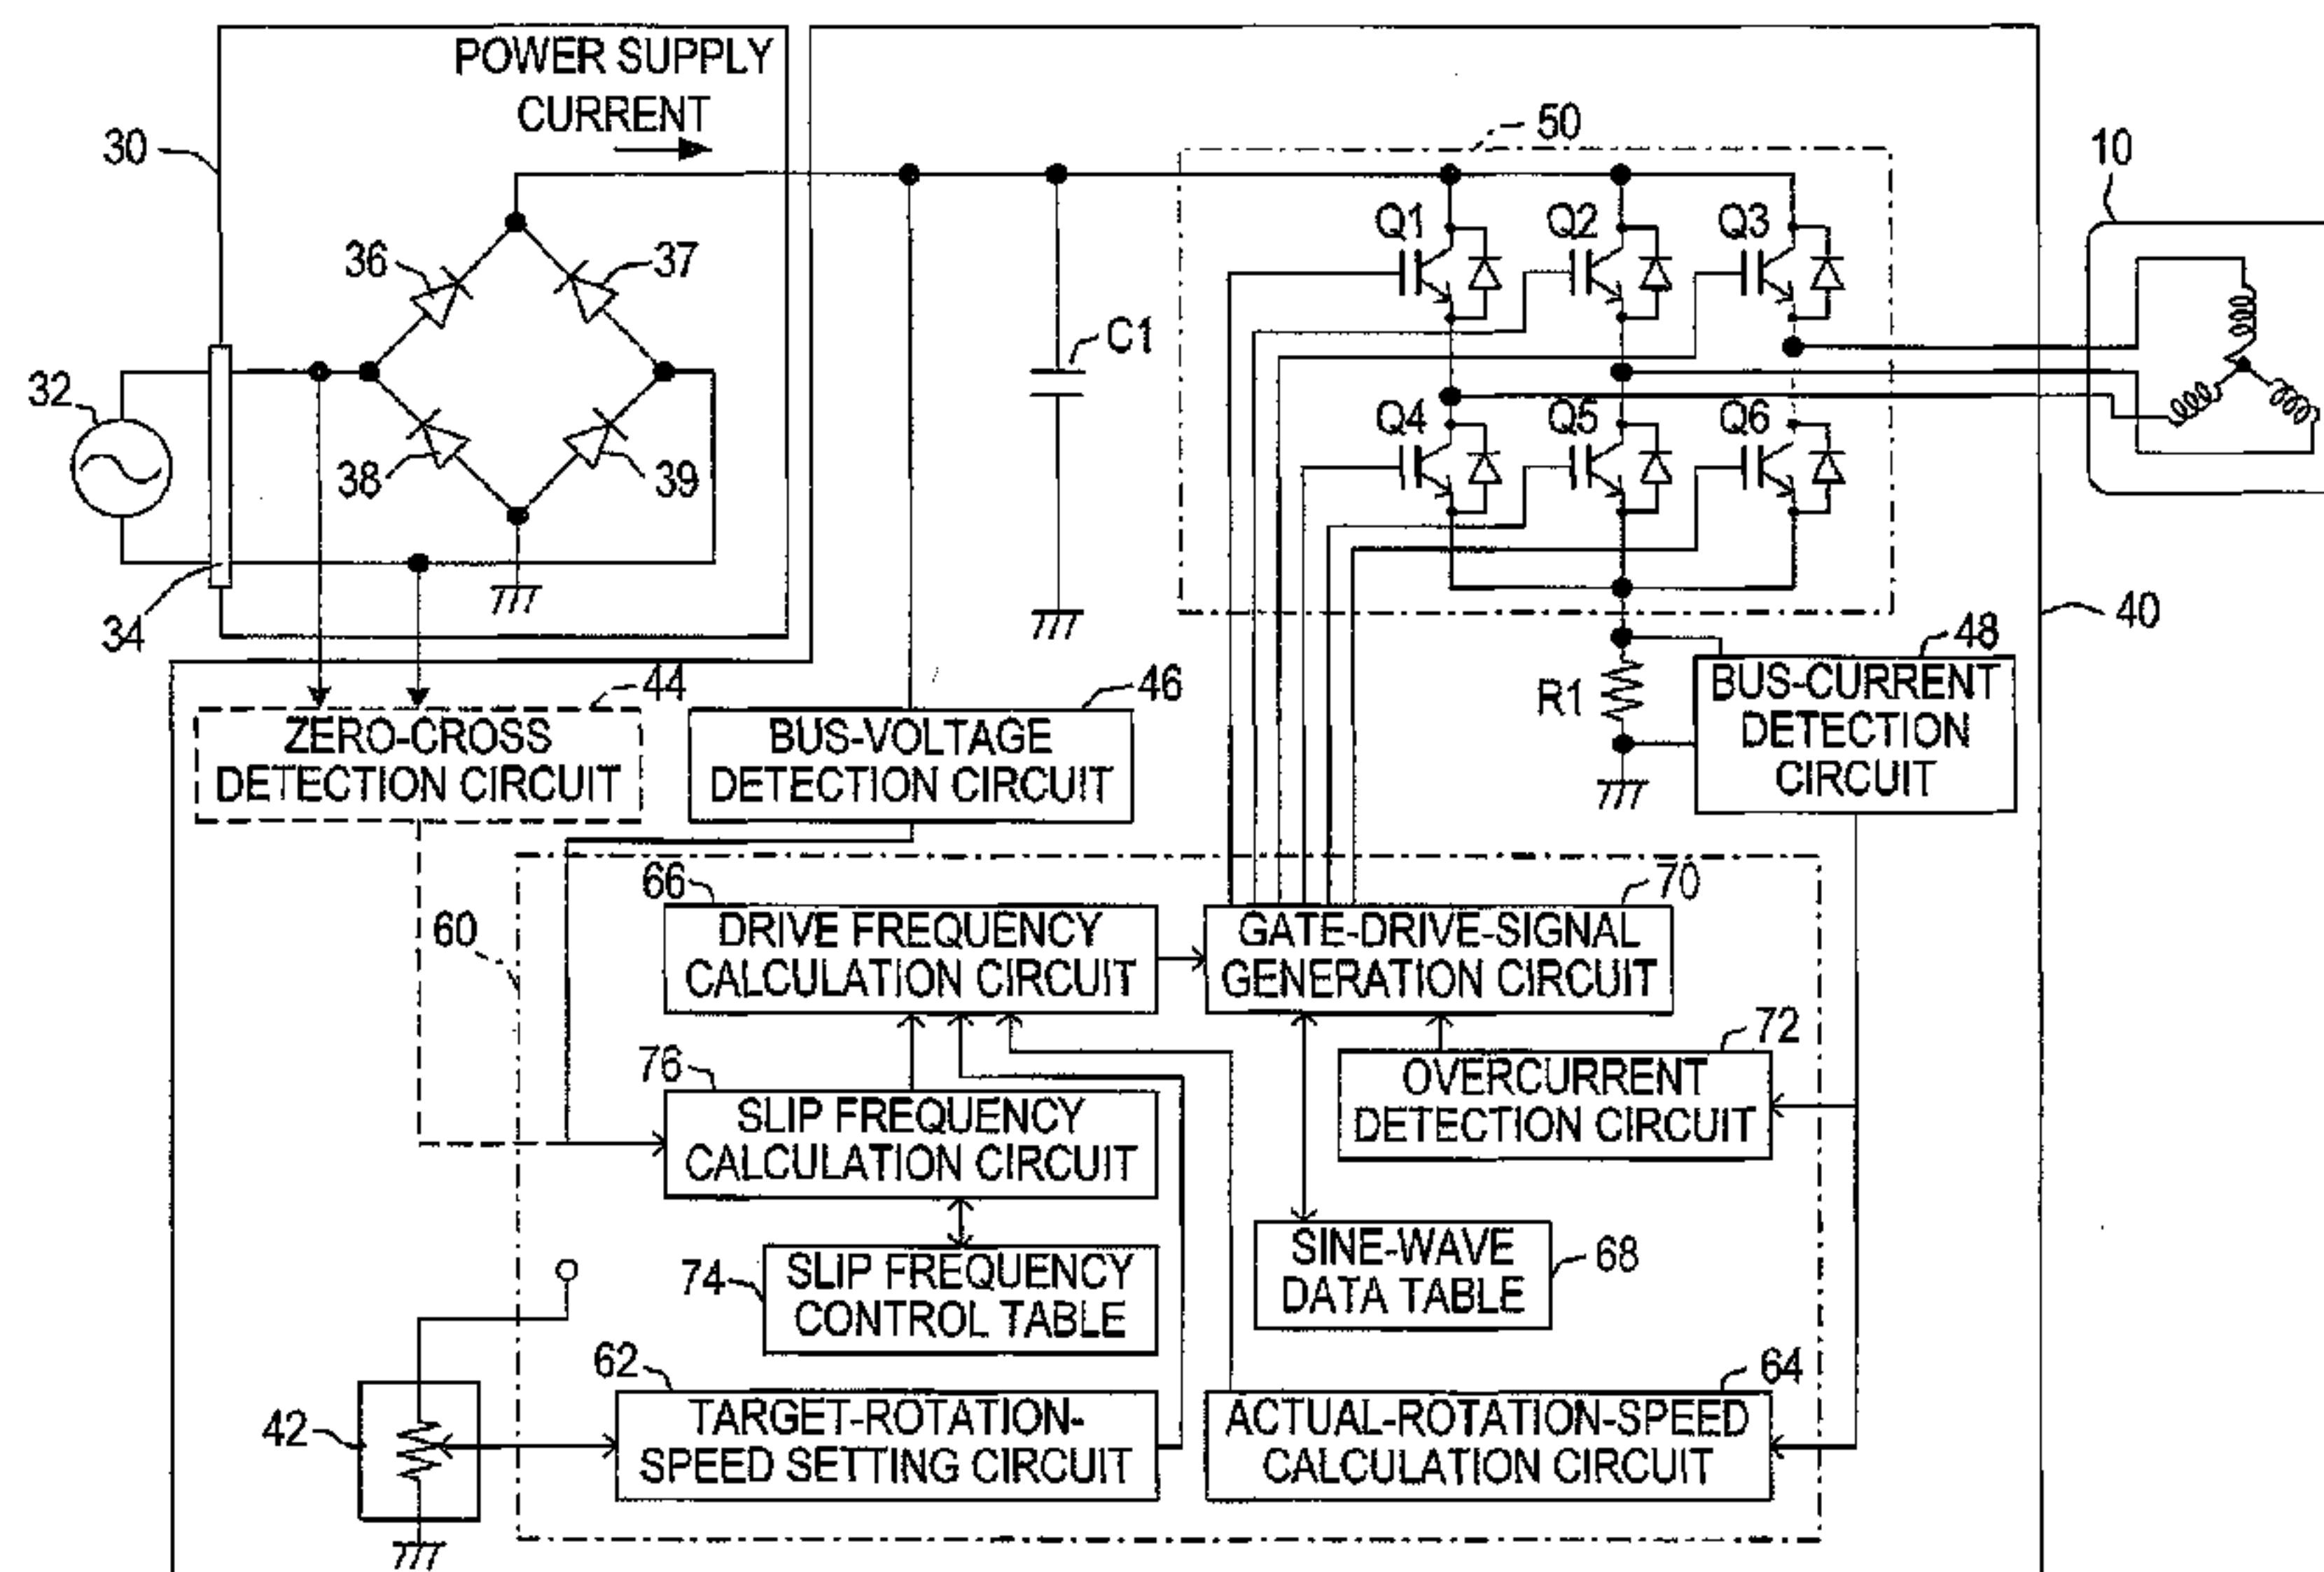 POWER SUPPLY
CURRENT
30
50
10
Q1
Q2
Q3
36
37
C1
32
Q4
Q5
Q6
38
39
34
40
48
44
46
R1
BUS-CURRENT
DETECTION
CIRCUIT
ZERO-CROSS
DETECTION CIRCUIT
BUS-VOLTAGE
DETECTION CIRCUIT
66
70
60
DRIVE FREQUENCY
CALCULATION CIRCUIT
GATE-DRIVE-SIGNAL
GENERATION CIRCUIT
76
72
SLIP FREQUENCY
CALCULATION CIRCUIT
OVERCURRENT
DETECTION CIRCUIT
74
SLIP FREQUENCY
CONTROL TABLE
SINE-WAVE
DATA TABLE
68
62
64
42
TARGET-ROTATION-
SPEED SETTING CIRCUIT
ACTUAL-ROTATION-SPEED
CALCULATION CIRCUIT